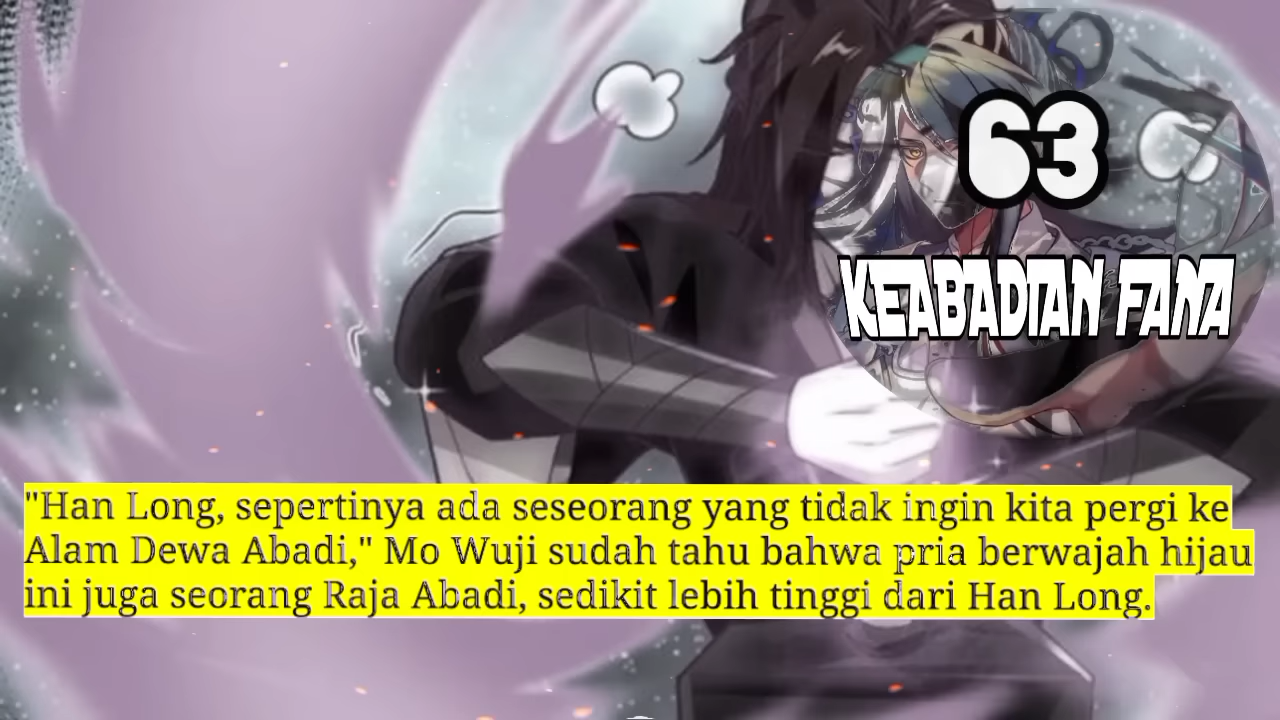 63
KEABADIAN FANA
"Han Long, sepertinya ada seseorang yang tidak ingin kita pergi ke
Alam Dewa Abadi," Mo Wuji sudah tahu bahwa pria berwajah hijau
ini juga seorang Raja Abadi, sedikit lebih tinggi dari Han Long.